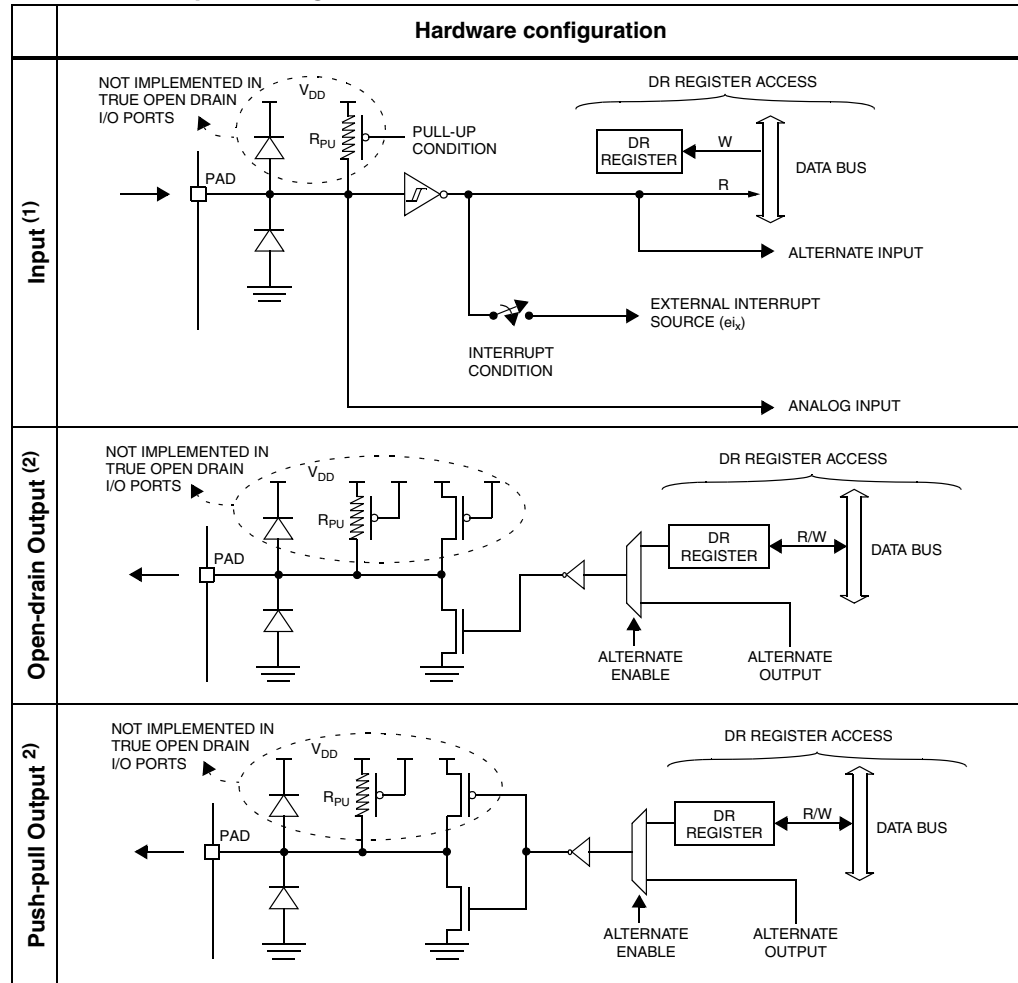 Hardware configuration
Input (1)
NOT IMPLEMENTED IN
TRUE OPEN DRAIN
I/O PORTS
VDD
RPU
PULL-UP
CONDITION
PAD
DR REGISTER ACCESS
DR
REGISTER
W
R
DATA BUS
ALTERNATE INPUT
EXTERNAL INTERRUPT
SOURCE (eix)
INTERRUPT
CONDITION
ANALOG INPUT
Open-drain Output (2)
NOT IMPLEMENTED IN
TRUE OPEN DRAIN
I/O PORTS
VDD
RPU
PAD
DR REGISTER ACCESS
DR
REGISTER
R/W
DATA BUS
ALTERNATE
ENABLE
ALTERNATE
OUTPUT
Push-pull Output 2)
NOT IMPLEMENTED IN
TRUE OPEN DRAIN
I/O PORTS
VDD
RPU
PAD
DR REGISTER ACCESS
DR
REGISTER
R/W
DATA BUS
ALTERNATE
ENABLE
ALTERNATE
OUTPUT